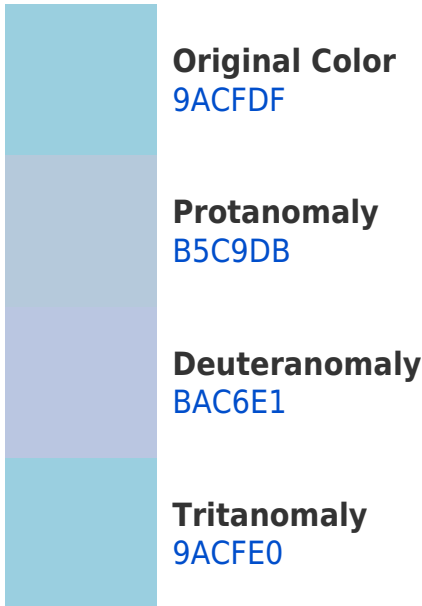 Original Color
9ACFDF
Protanomaly
B5C9DB
Deuteranomaly
BAC6E1
Tritanomaly
9ACFE0